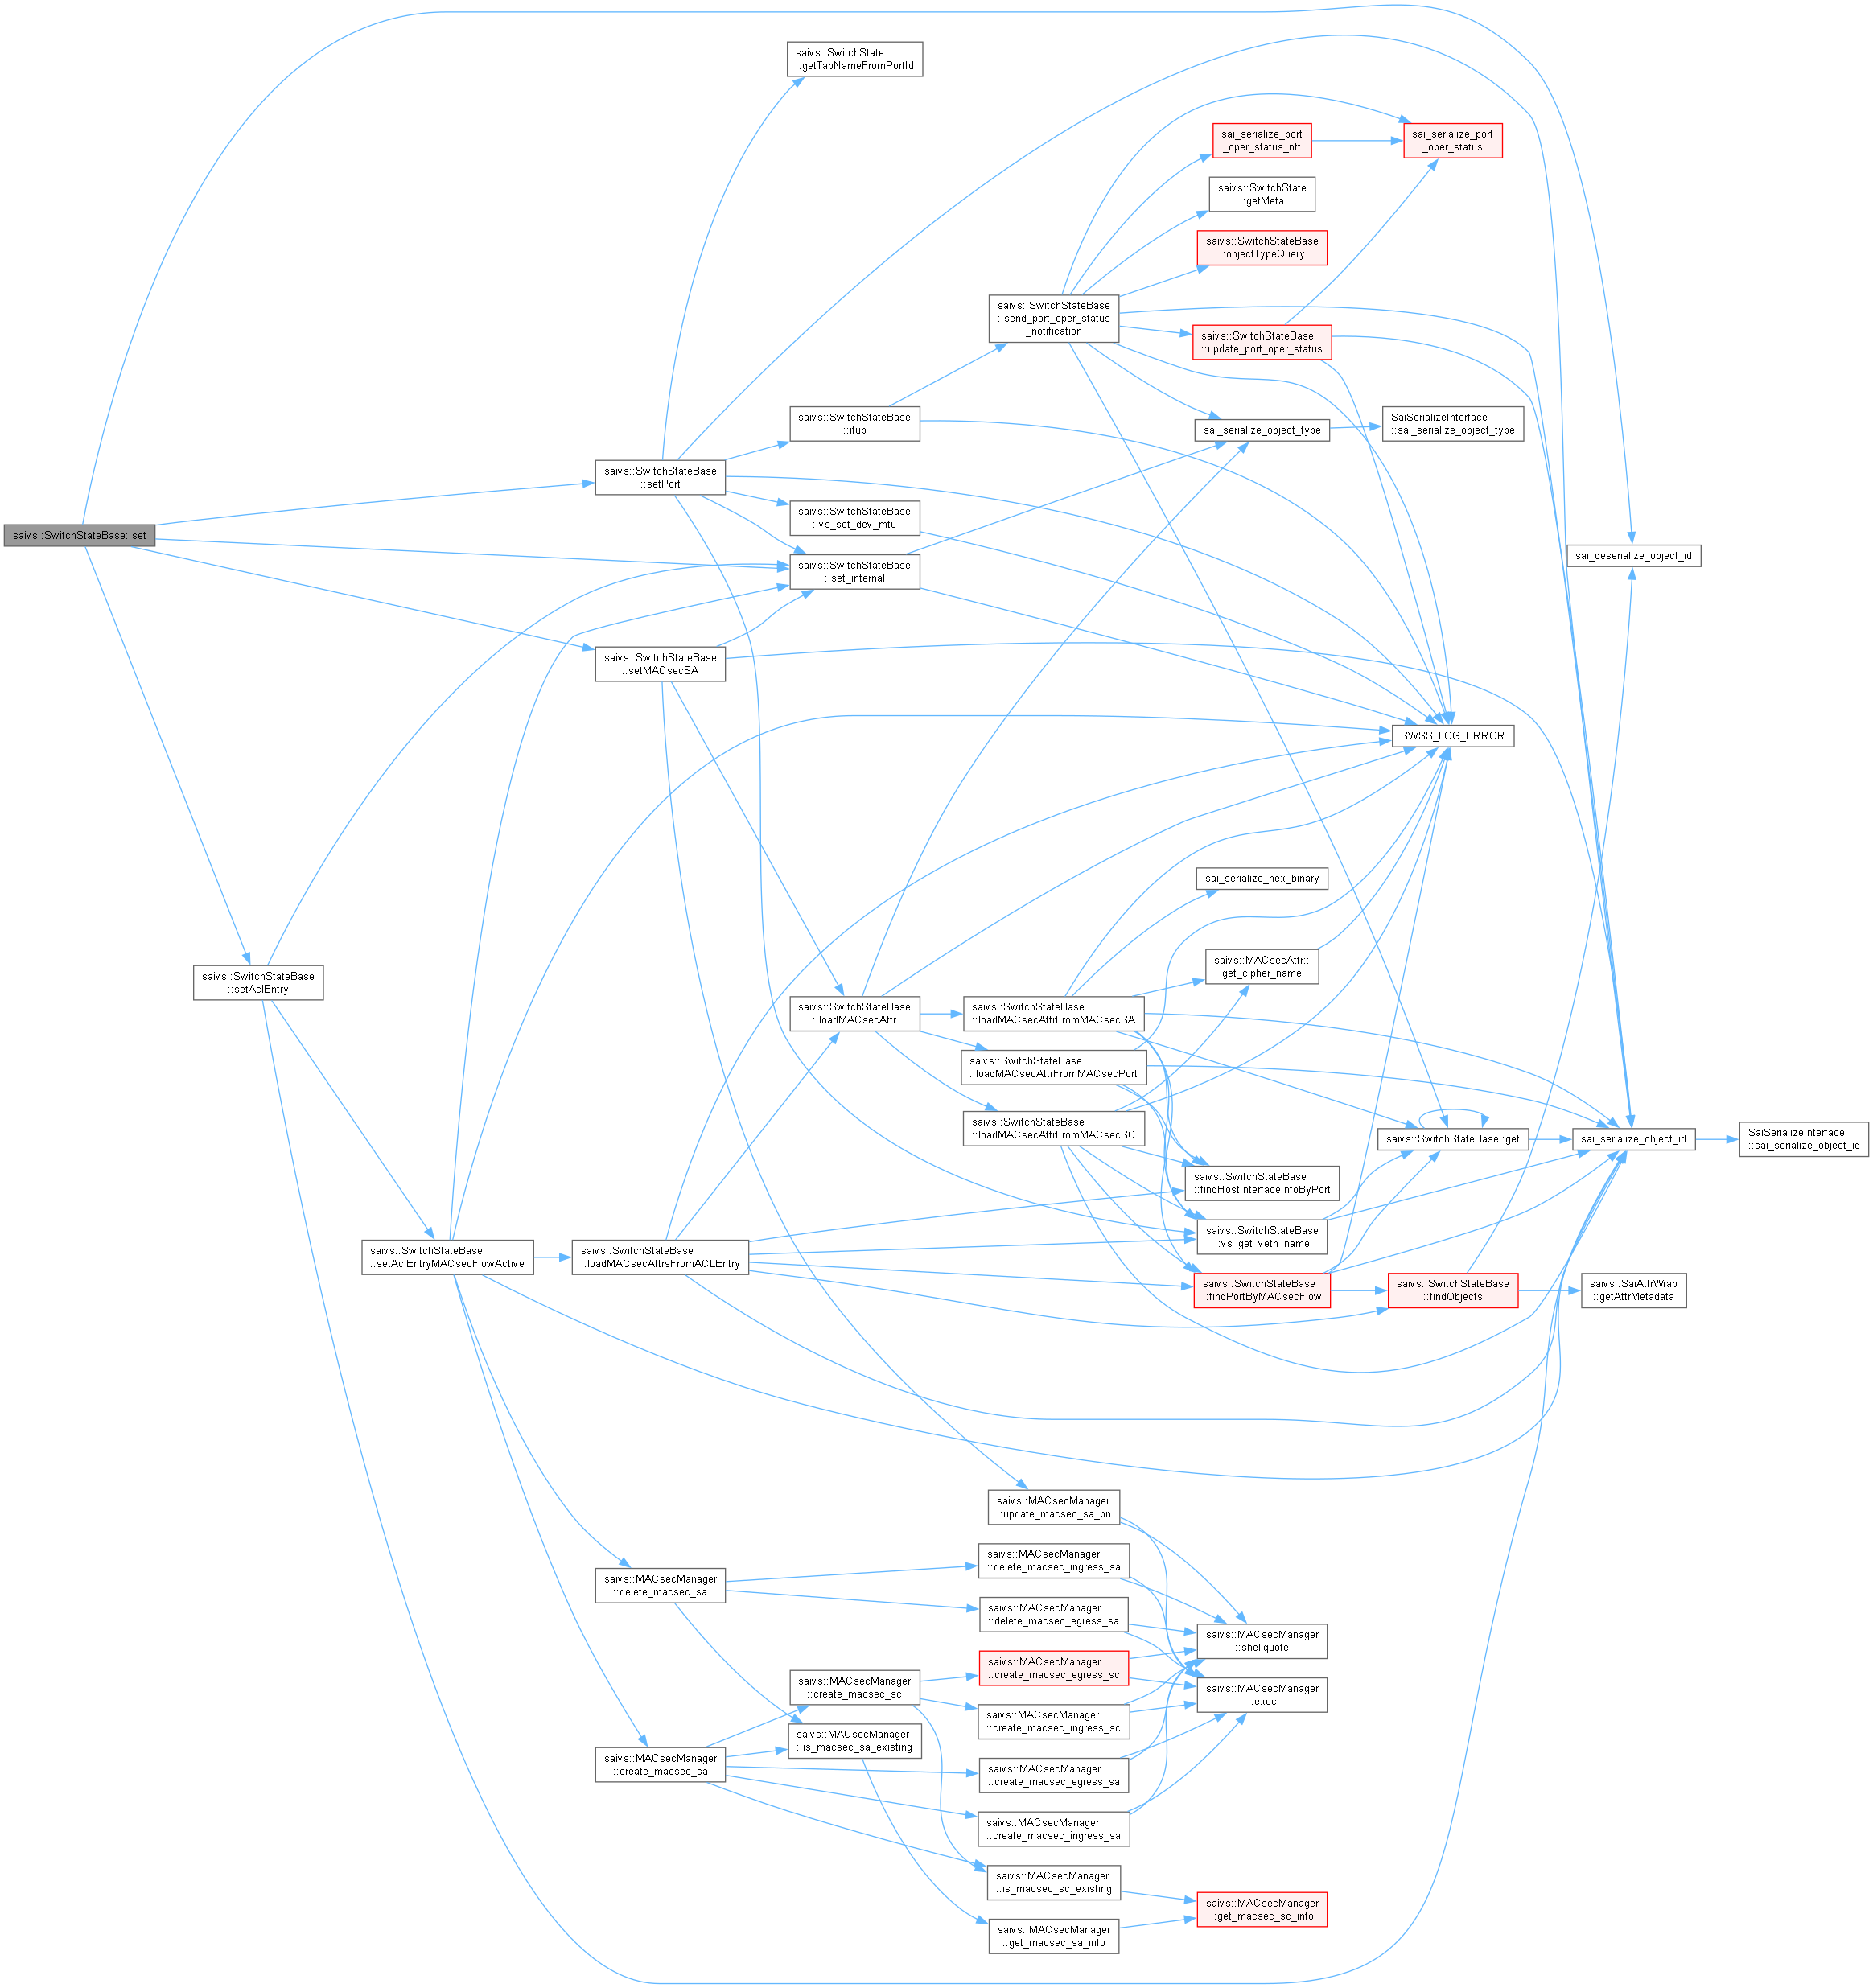 saivs::SwitchState
::getTapNameFromPortId
sai_serialize_port
_oper_status_ntf
sai_serialize_port
_oper_status
saivs::SwitchState
::getMeta
saivs::SwitchStateBase
::objectTypeQuery
saivs::SwitchStateBase
::send_port_oper_status
_notification
saivs::SwitchStateBase
::update_port_oper_status
saivs::SwitchStateBase
::ifup
sai_serialize_object_type
SaiSerializeInterface
::sai_serialize_object_type
saivs::SwitchStateBase
::setPort
saivs::SwitchStateBase
::vs_set_dev_mtu
saivs::SwitchStateBase::set
saivs::SwitchStateBase
::set_internal
sai_deserialize_object_id
saivs::SwitchStateBase
::setMACsecSA
SWSS_LOG_ERROR
sai_serialize_hex_binary
saivs::MACsecAttr::
get_cipher_name
saivs::SwitchStateBase
::setAclEntry
saivs::SwitchStateBase
::loadMACsecAttr
saivs::SwitchStateBase
::loadMACsecAttrFromMACsecSA
saivs::SwitchStateBase
::loadMACsecAttrFromMACsecPort
saivs::SwitchStateBase
::loadMACsecAttrFromMACsecSC
saivs::SwitchStateBase::get
sai_serialize_object_id
SaiSerializeInterface
::sai_serialize_object_id
saivs::SwitchStateBase
::findHostInterfaceInfoByPort
saivs::SwitchStateBase
::vs_get_veth_name
saivs::SwitchStateBase
::setAclEntryMACsecFlowActive
saivs::SwitchStateBase
::loadMACsecAttrsFromACLEntry
saivs::SwitchStateBase
::findPortByMACsecFlow
saivs::SwitchStateBase
::findObjects
saivs::SaiAttrWrap
::getAttrMetadata
saivs::MACsecManager
::update_macsec_sa_pn
saivs::MACsecManager
::delete_macsec_ingress_sa
saivs::MACsecManager
::delete_macsec_sa
saivs::MACsecManager
::delete_macsec_egress_sa
saivs::MACsecManager
::shellquote
saivs::MACsecManager
::create_macsec_egress_sc
saivs::MACsecManager
::create_macsec_sc
saivs::MACsecManager
::exec
saivs::MACsecManager
::create_macsec_ingress_sc
saivs::MACsecManager
::is_macsec_sa_existing
saivs::MACsecManager
::create_macsec_sa
saivs::MACsecManager
::create_macsec_egress_sa
saivs::MACsecManager
::create_macsec_ingress_sa
saivs::MACsecManager
::is_macsec_sc_existing
saivs::MACsecManager
::get_macsec_sc_info
saivs::MACsecManager
::get_macsec_sa_info